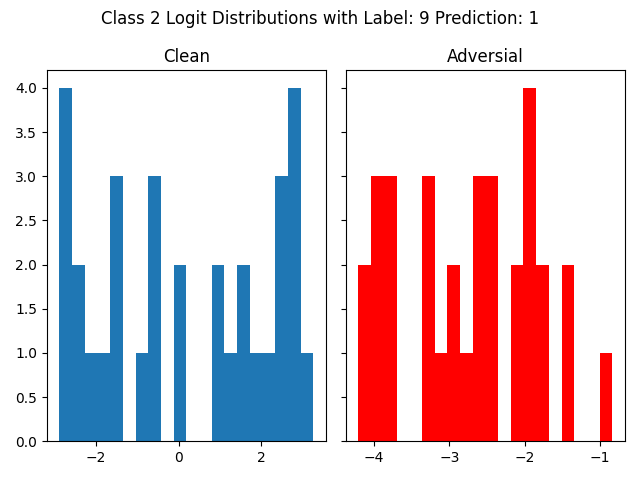 Class 2 Logit Distributions with Label: 9 Prediction: 1
Clean
Adversial
4.0
3.5
3.0
2.5
2.0
1.5
1.0
0.5
0.0
−2 0 2
−4 −3 −2 −1